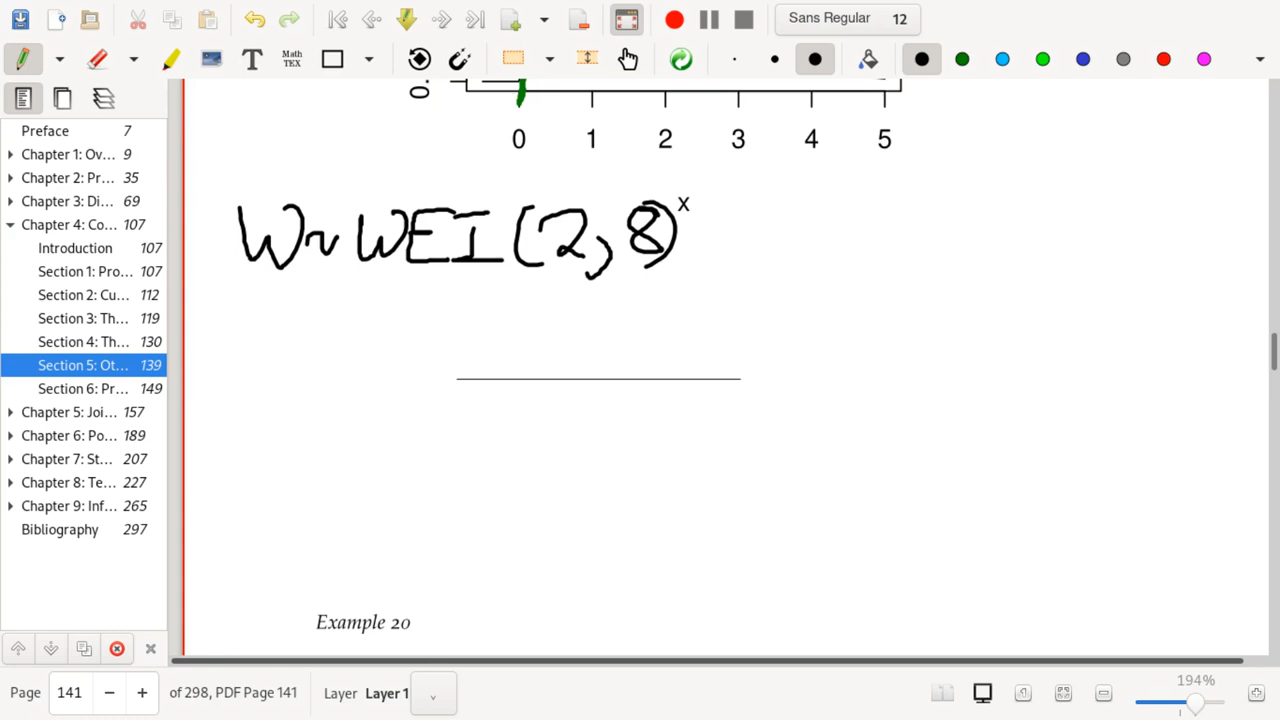 Sans Regular 12
Math TEX
Preface 7
Chapter 1: Ov... 9
Chapter 2: Pr... 35
Chapter 3: Di... 69
Chapter 4: Co... 107
Introduction 107
Section 1: Pro... 107
Section 2: Cu... 112
Section 3: Th... 119
Section 4: Th... 130
Section 5: Ot... 139
Section 6: Pr... 149
Chapter 5: Joi... 157
Chapter 6: Po... 189
Chapter 7: St... 207
Chapter 8: Te... 227
Chapter 9: Inf... 265
Bibliography 297
0 1 2 3 4 5
x
W~ WEI(2,8)
Example 20
Page 141 of 298, PDF Page 141 Layer Layer 1 194%